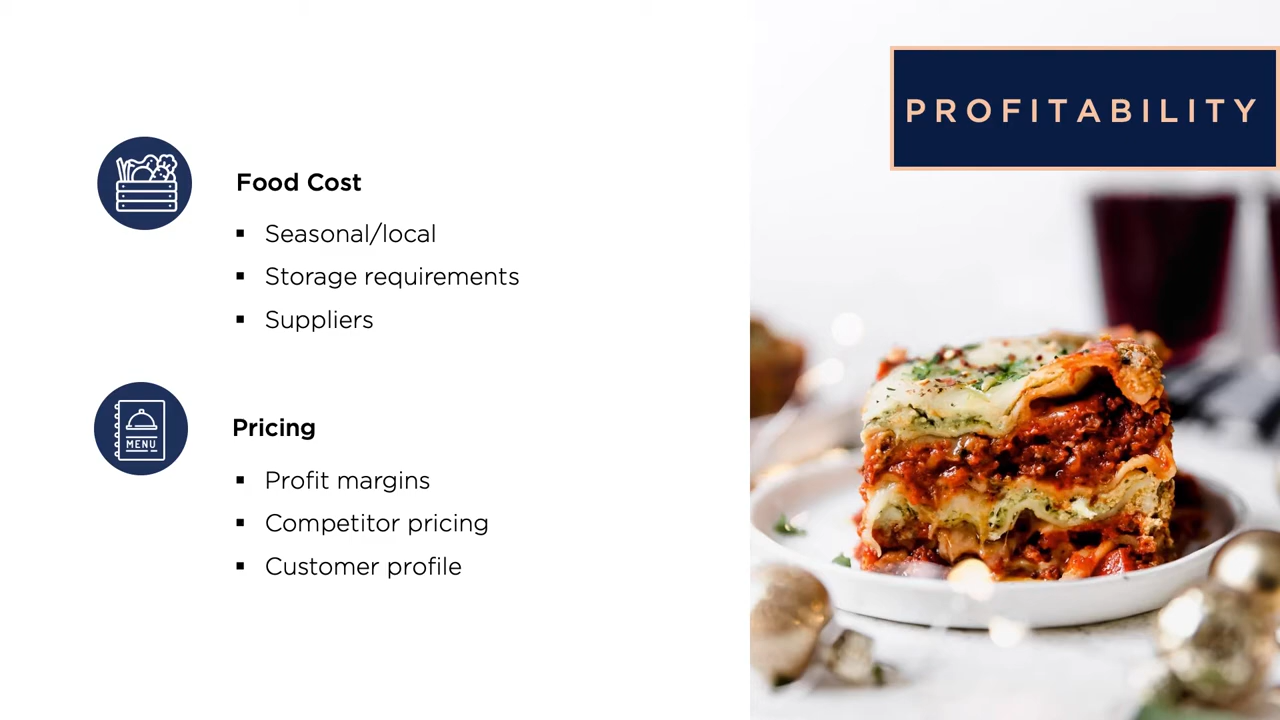 PROFITABILITY
Food Cost
▪ Seasonal/local
▪ Storage requirements
▪ Suppliers
MENU
Pricing
▪ Profit margins
▪ Competitor pricing
▪ Customer profile